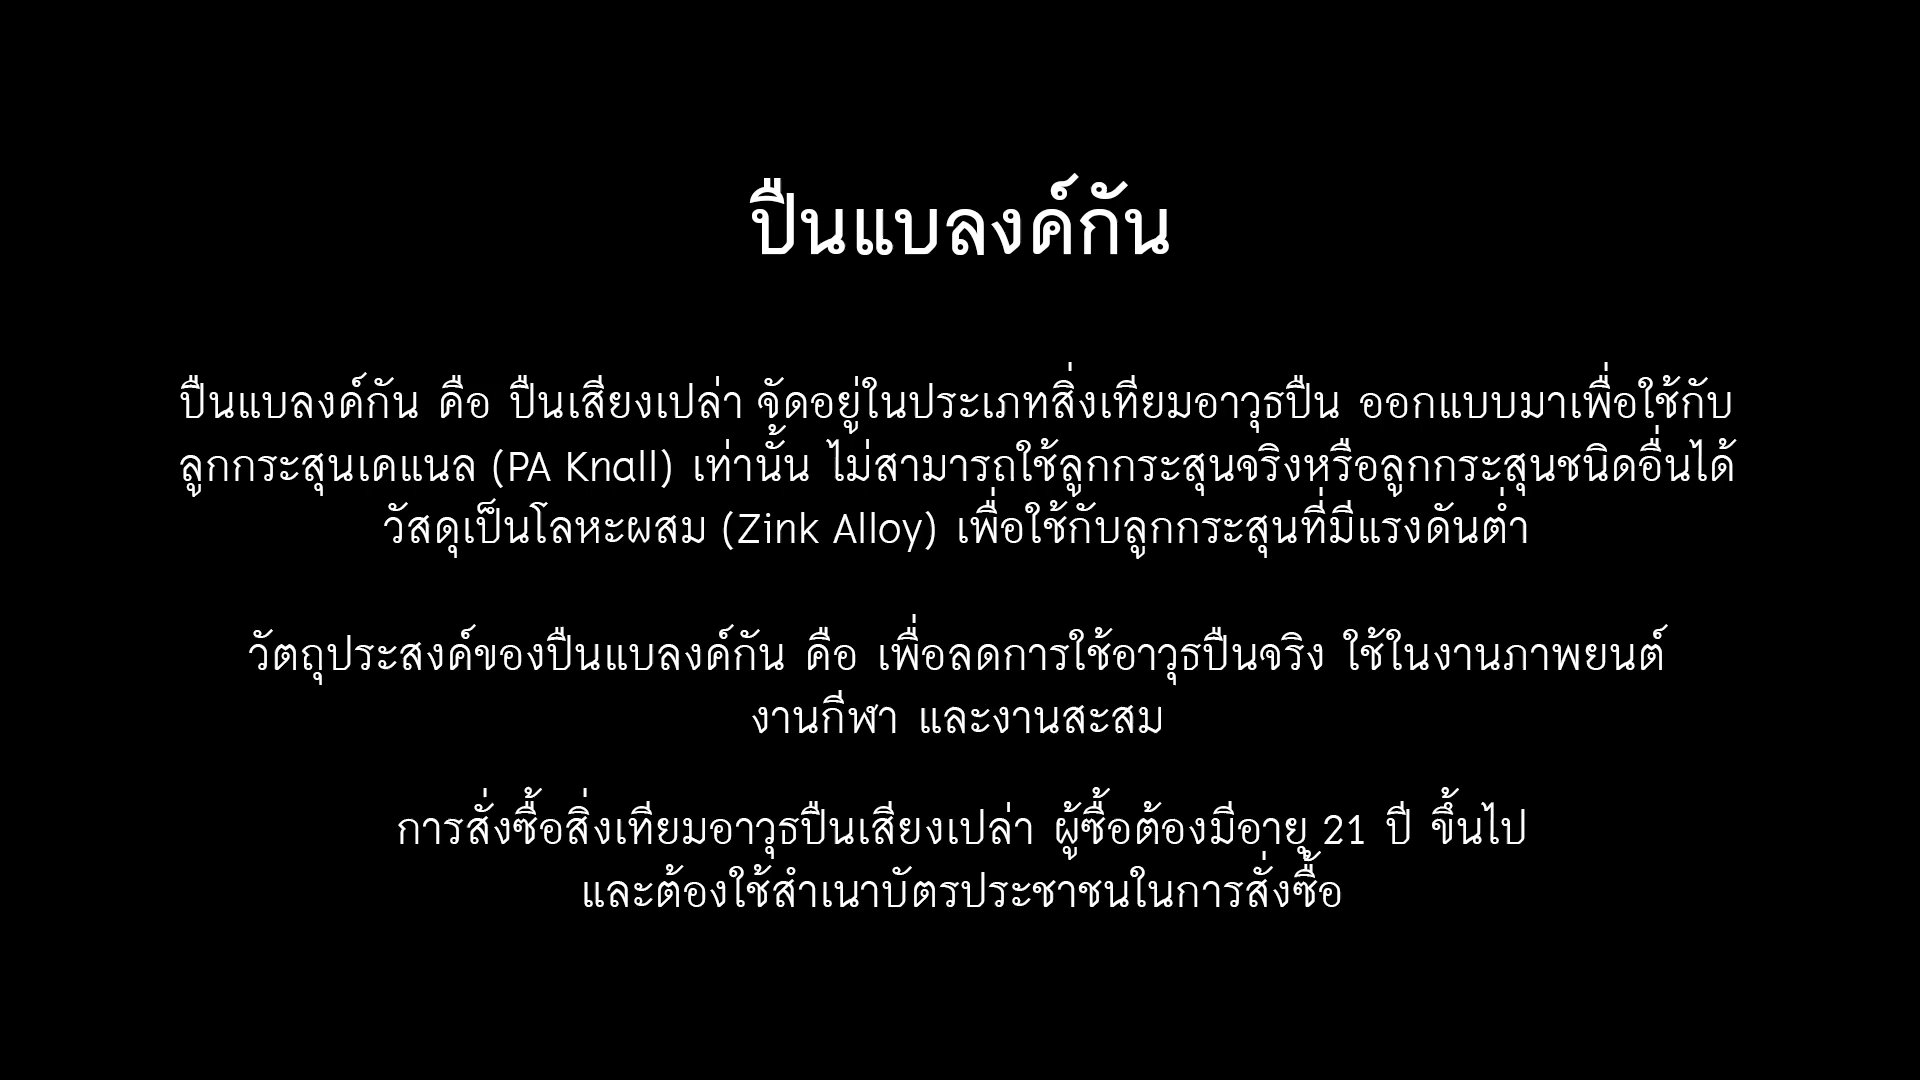 ปืนแบลงค์กัน
ปืนแบลงค์กัน คือ ปืนเสียงเปล่า จัดอยู่ในประเภทสิ่งเทียมอาวุธปืน ออกแบบมาเพื่อใช้กับ
ลูกกระสุนเคแนล (PA Knall) เท่านั้น ไม่สามารถใช้ลูกกระสุนจริงหรือลูกกระสุนชนิดอื่นได้
วัสดุเป็นโลหะผสม (Zink Alloy) เพื่อใช้กับลูกกระสุนที่มีแรงดันต่ำ
วัตถุประสงค์ของปืนแบลงค์กัน คือ เพื่อลดการใช้อาวุธปืนจริง ใช้ในงานภาพยนต์
งานกีฬา และงานสะสม
การสั่งซื้อสิ่งเทียมอาวุธปืนเสียงเปล่า ผู้ซื้อต้องมีอายุ 21 ปี ขึ้นไป
และต้องใช้สำเนาบัตรประชาชนในการสั่งซื้อ